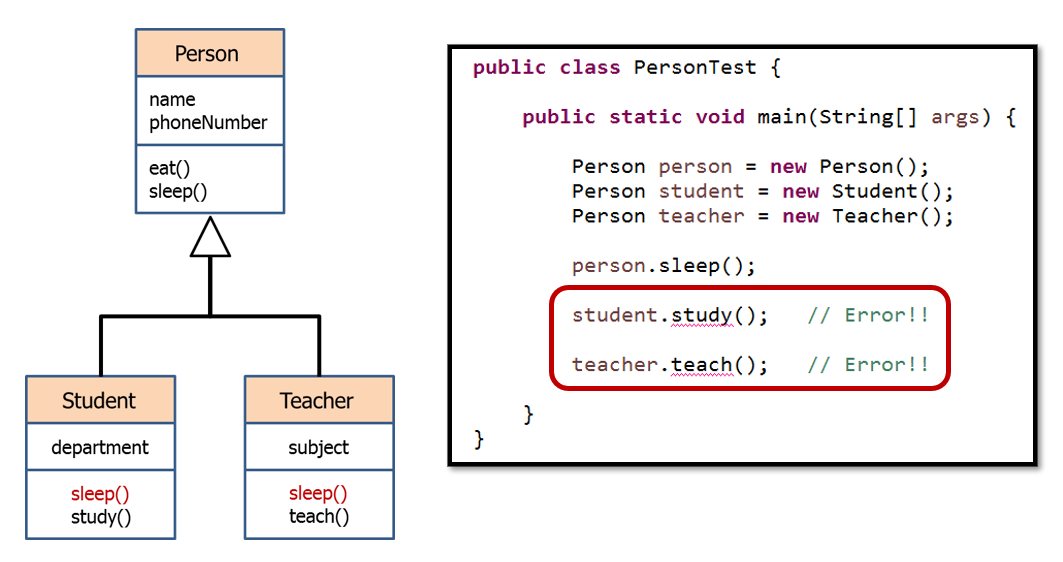 Person
name
phoneNumber
eat()
sleep()
Student
department
sleep()
study()
Teacher
subject
sleep()
teach()
public class PersonTest {
public static void main(String[] args) {
Person person = new Person();
Person student = new Student();
Person teacher = new Teacher();
person.sleep();
student.study();   // Error!!
teacher.teach();   // Error!!
}
}